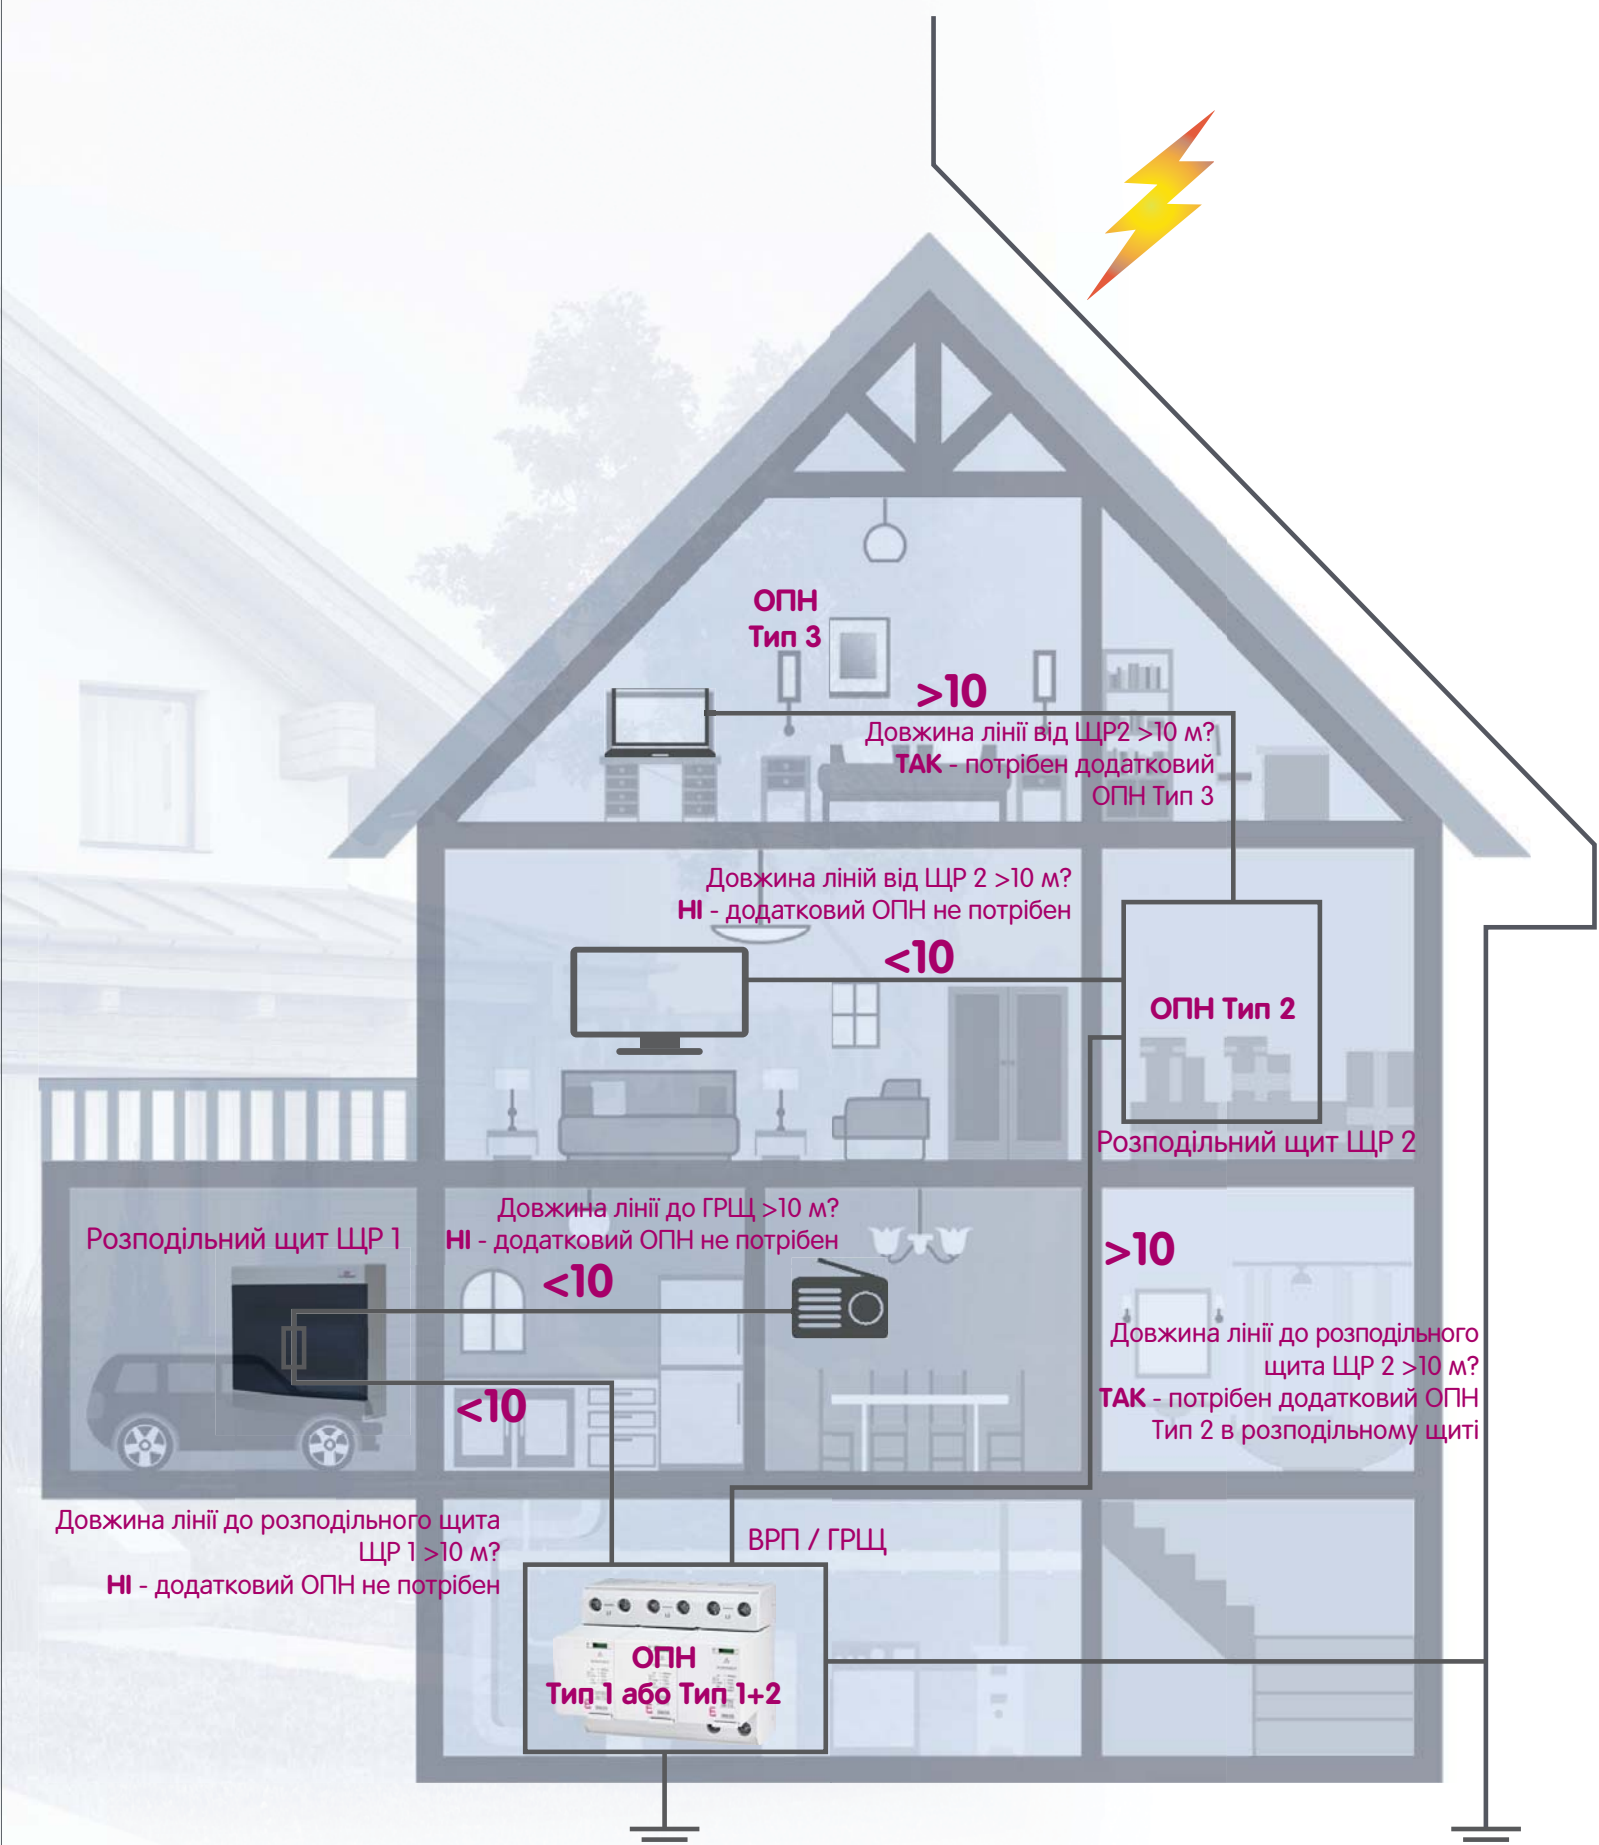 ОПН
Тип 3
>10
Довжина лінії від ЩР2 >10 м?
ТАК - потрібен додатковий
ОПН Тип 3
Довжина ліній від ЩР 2 >10 м?
НІ - додатковий ОПН не потрібен
<10
ОПН Тип 2
Розподільний щит ЩР 2
Розподільний щит ЩР 1
Довжина лінії до ГРЩ >10 м?
НІ - додатковий ОПН не потрібен
<10
>10
Довжина лінії до розподільного
щита ЩР 2 >10 м?
ТАК - потрібен додатковий ОПН
Тип 2 в розподільному щиті
<10
Довжина лінії до розподільного щита
ЩР 1 >10 м?
НІ - додатковий ОПН не потрібен
ВРП / ГРЩ
ОПН
Тип 1 або Тип 1+2